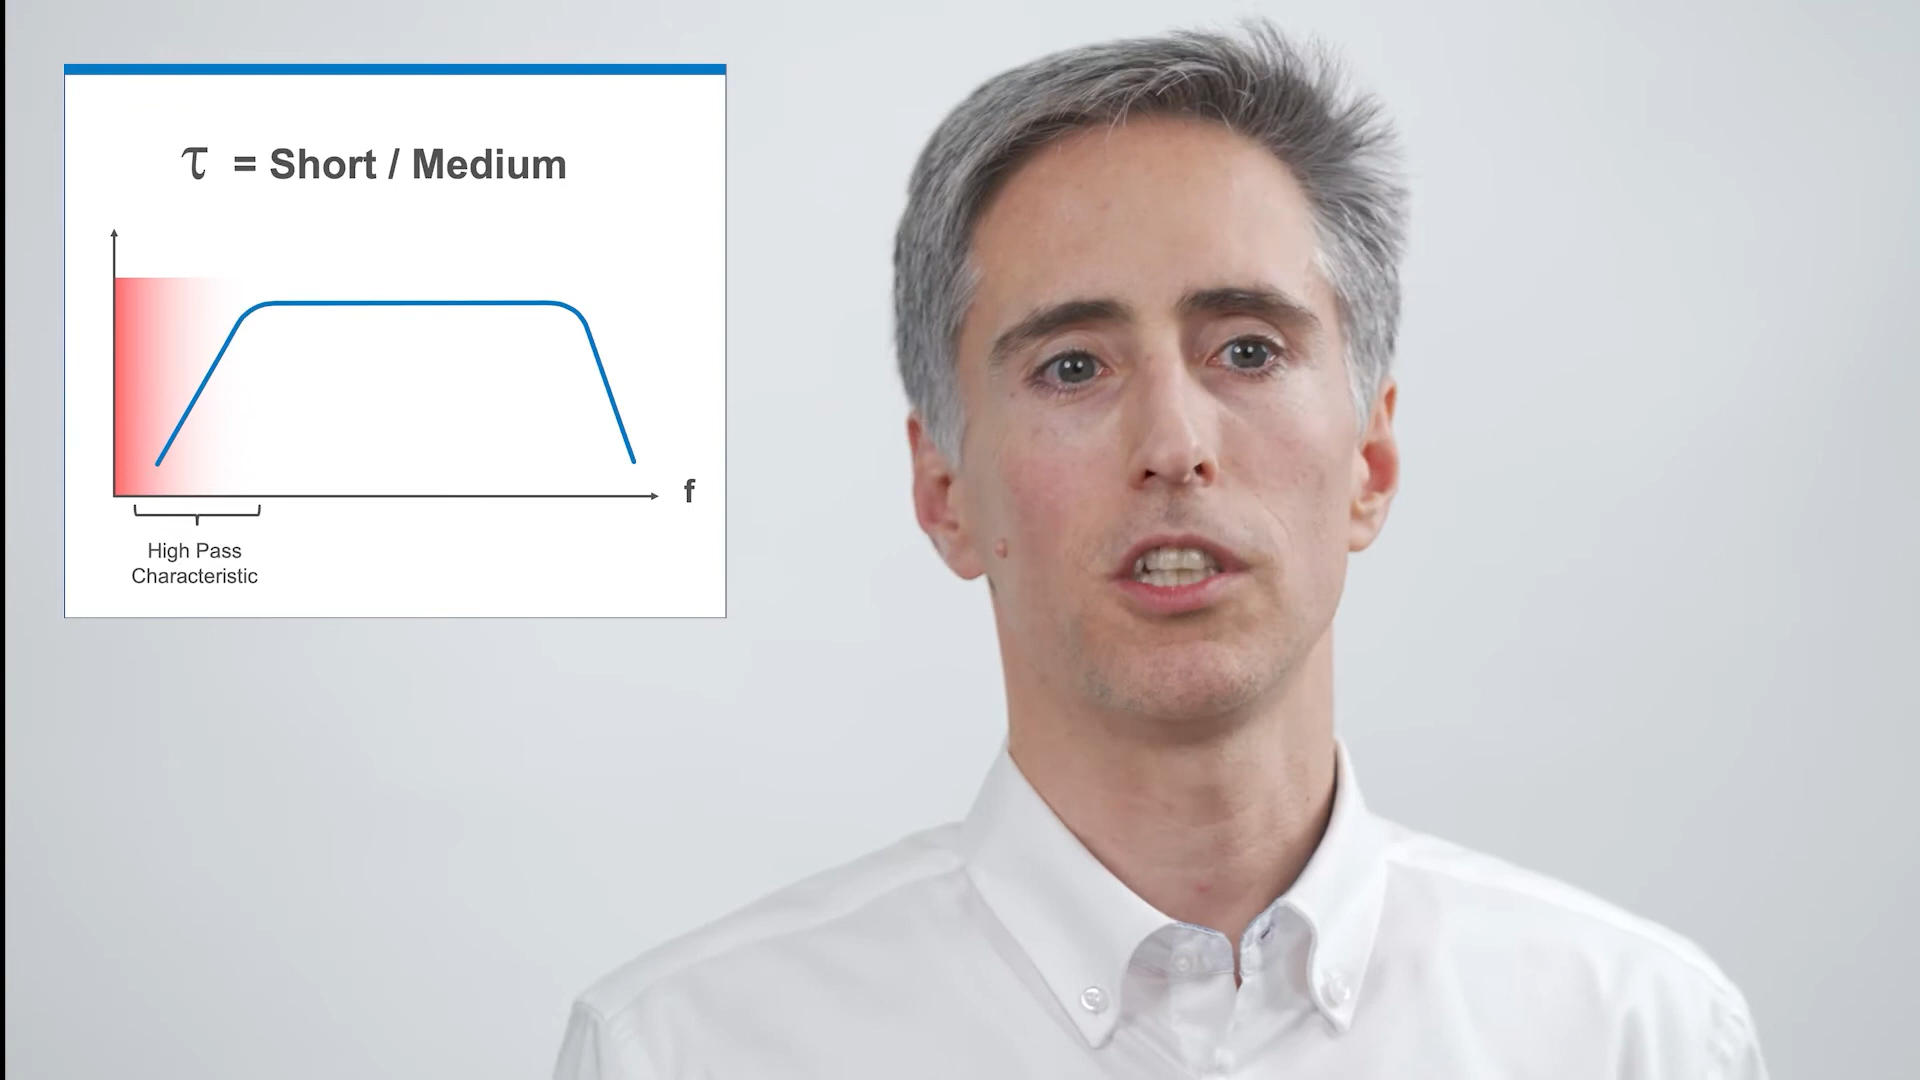 τ = Short / Medium
f
High Pass
Characteristic